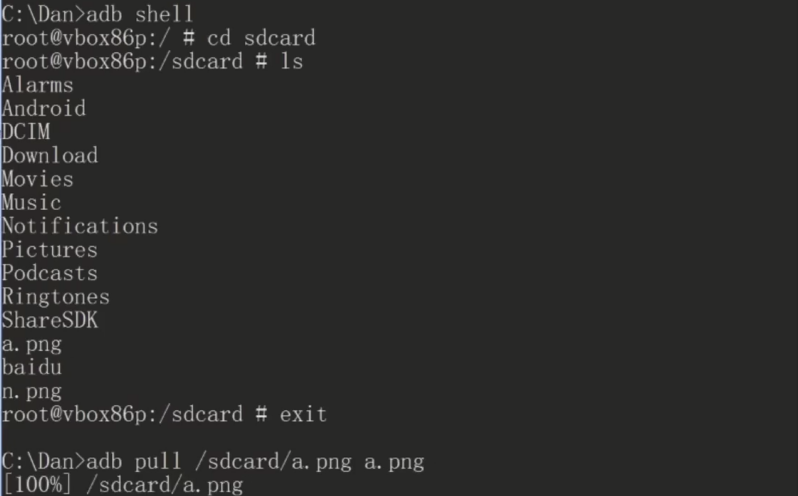 C:\Dan>adb shell
root@vbox86p:/ # cd sdcard
root@vbox86p:/sdcard # ls
Alarms
Android
DCIM
Download
Movies
Music
Notifications
Pictures
Podcasts
Ringtones
ShareSDK
a.png
baidu
n.png
root@vbox86p:/sdcard # exit
C:\Dan>adb pull /sdcard/a.png a.png
[100%] /sdcard/a.png